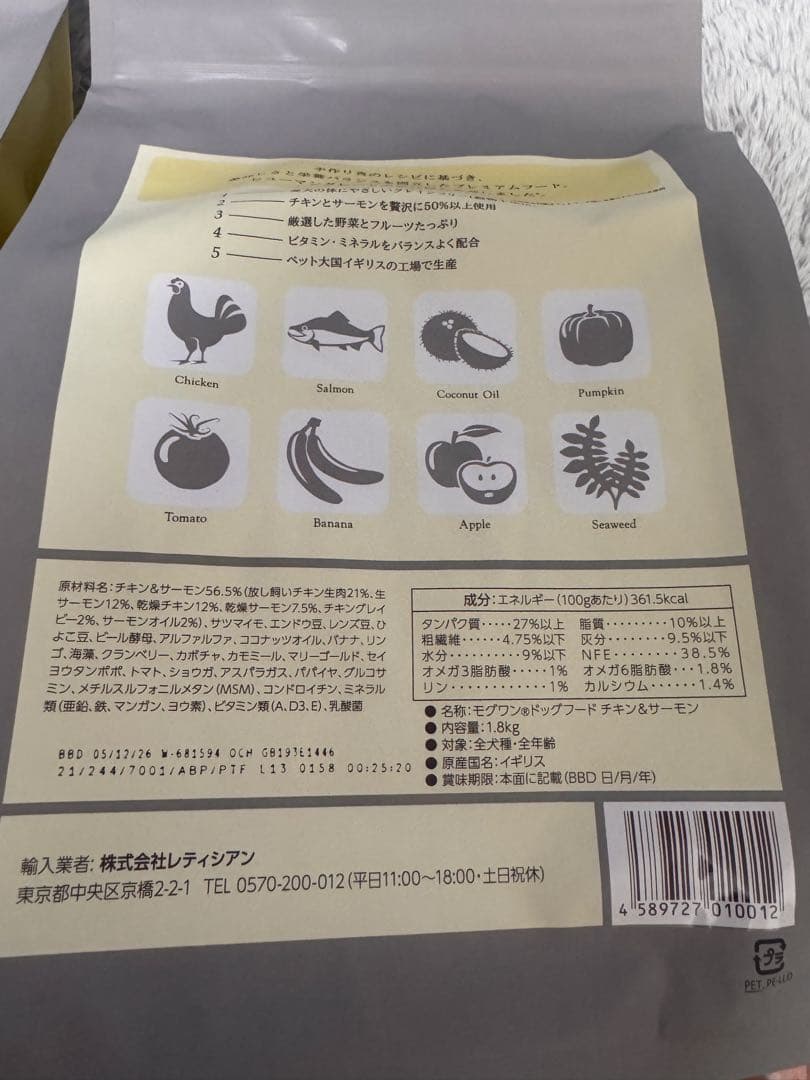 手作り食のレシピに基づき、
1
2 チキンとサーモンを贅沢に50%以上使用
3 厳選した野菜とフルーツたっぷり
4 ビタミン・ミネラルをバランスよく配合
5 ペット大国イギリスの工場で生産
Chicken
Salmon
Coconut Oil
Pumpkin
Tomato
Banana
Apple
Seaweed
原材料名:チキン&サーモン56.5%(放し飼いチキン生肉21%、生
サーモン12%、乾燥チキン12%、乾燥サーモン7.5%、チキングレイ
ビー2%、サーモンオイル2%)、サツマイモ、エンドウ豆、レンズ豆、ひ
よこ豆、ビール酵母、アルファルファ、ココナッツオイル、バナナ、リン
ゴ、海藻、クランベリー、カボチャ、カモミール、マリーゴールド、セイ
ヨウタンポポ、トマト、ショウガ、アスパラガス、パパイヤ、グルコサ
ミン、メチルスルフォニルメタン(MSM)、コンドロイチン、ミネラル
類(亜鉛、鉄、マンガン、ヨウ素)、ビタミン類(A、D3、E)、乳酸菌
BBD 05/12/26 W-681594 OCH GB193E1446
21/244/7001/ABP/PTF L13 0158 00:25:20
成分:エネルギー(100gあたり)361.5kcal
タンパク質・・・・・27%以上 脂質・・・・・・・・10%以上
粗繊維・・・・・・4.75%以下 灰分・・・・・・・・9.5%以下
水分・・・・・・・・・・9%以下 NFE・・・・・・・・38.5%
オメガ3脂肪酸・・・・・1% オメガ6脂肪酸・・・1.8%
リン・・・・・・・・・・・・1% カルシウム・・・・・・1.4%
● 名称:モグワン®ドッグフード チキン&サーモン
● 内容量:1.8kg
● 対象:全犬種・全年齢
● 原産国名:イギリス
● 賞味期限:本面に記載(BBD 日/月/年)
輸入業者:株式会社レティシアン
東京都中央区京橋2-2-1 TEL 0570-200-012(平日11:00～18:00・土日祝休)
4 589727 010012
プラ
PET, PE-LLD